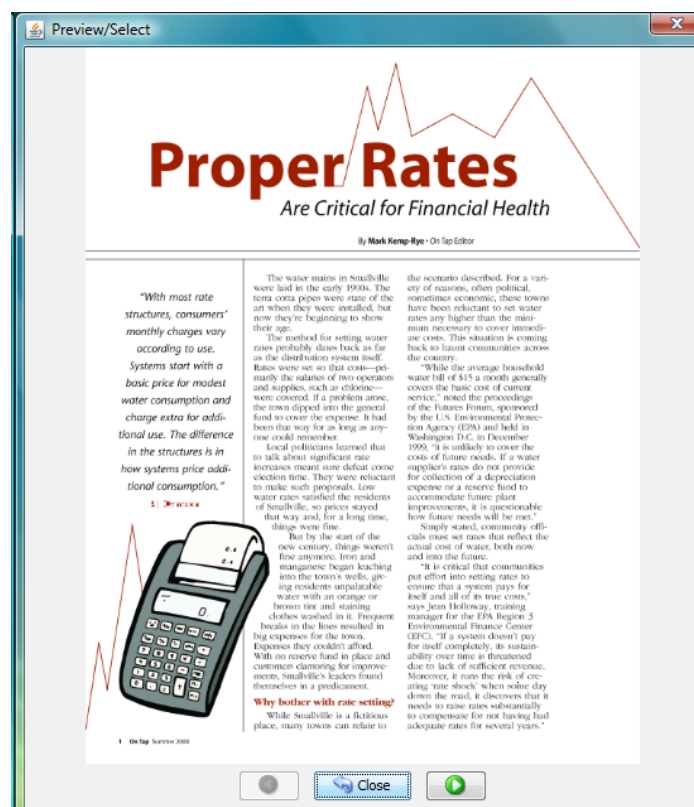 Preview/Select
Proper Rates
Are Critical for Financial Health
By Mark Kemp-Rye • On Tap Editor
"With most rate
structures, consumers'
monthly charges vary
according to use.
Systems start with a
basic price for modest
water consumption and
charge extra for addi-
tional use. The difference
in the structures is in
how systems price addi-
tional consumption."
The water mains in Smallville
were laid in the early 1900s. The
terra cotta pipes were state of the
art when they were installed, but
now they're beginning to show
their age.
The method for setting water
rates probably dates back as far
as the distribution system itself.
Rates were set so that costs—pri-
marily the salaries of two operators
and supplies, such as chlorine—
were covered. If a problem arose,
the town dipped into the general
fund to cover the expense. It had
been that way for as long as any-
one could remember.
Local politicians learned that
to talk about significant rate
increases meant sure defeat come
election time. They were reluctant
to make such proposals. Low
water rates satisfied the residents
of Smallville, so prices stayed
that way and, for a long time,
things were fine.
But by the start of the
new century, things weren't
fine anymore. Iron and
manganese began leaching
into the town's wells, giv-
ing residents unpalatable
water with an orange or
brown tint and staining
clothes washed in it. Frequent
breaks in the lines resulted in
big expenses for the town.
Expenses they couldn't afford.
With no reserve fund in place and
customers clamoring for improve-
ments, Smallville's leaders found
themselves in a predicament.
Why bother with rate setting?
While Smallville is a fictitious
place, many towns can relate to
the scenario described. For a vari-
ety of reasons, often political,
sometimes economic, these towns
have been reluctant to set water
rates any higher than the mini-
mum necessary to cover immedi-
ate costs. This situation is coming
back to haunt communities across
the country.
"While the average household
water bill of $15 a month generally
covers the basic cost of current
service," noted the proceedings
of the Futures Forum, sponsored
by the U.S. Environmental Protec-
tion Agency (EPA) and held in
Washington D.C. in December
1999, "it is unlikely to cover the
costs of future needs. If a water
supplier's rates do not provide
for collection of a depreciation
expense or a reserve fund to
accommodate future plant
improvements, it is questionable
how future needs will be met."
Simply stated, community offi-
cials must set rates that reflect the
actual cost of water, both now
and into the future.
"It is critical that communities
put effort into setting rates to
ensure that a system pays for
itself and all of its true costs,"
says Jean Holloway, training
manager for the EPA Region 3
Environmental Finance Center
(EFC). "If a system doesn't pay
for itself completely, its sustain-
ability over time is threatened
due to lack of sufficient revenue.
Moreover, it runs the risk of cre-
ating 'rate shock' when some day
down the road, it discovers that it
needs to raise rates substantially
to compensate for not having had
adequate rates for several years."
1 On Tap Summer 2004
Close